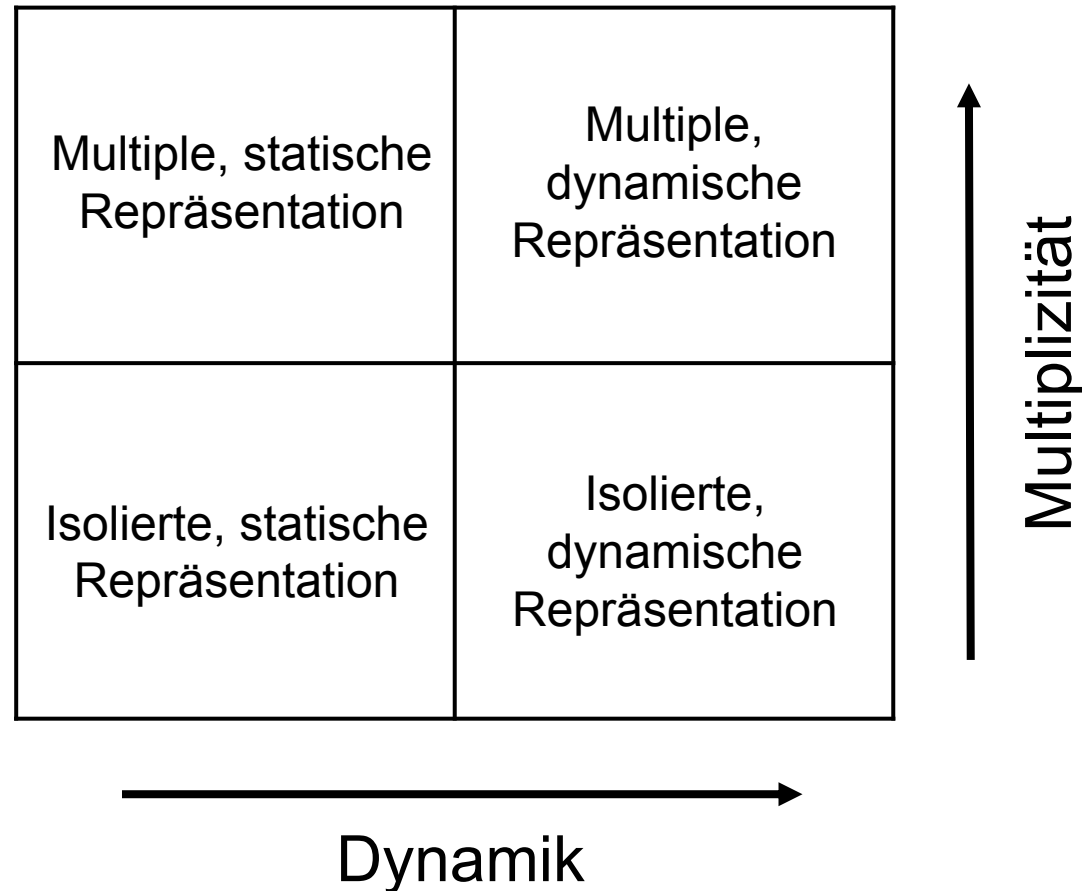 Multiple, statische
Repräsentation
Multiple,
dynamische
Repräsentation
Isolierte, statische
Repräsentation
Isolierte,
dynamische
Repräsentation
Multiplizität
Dynamik